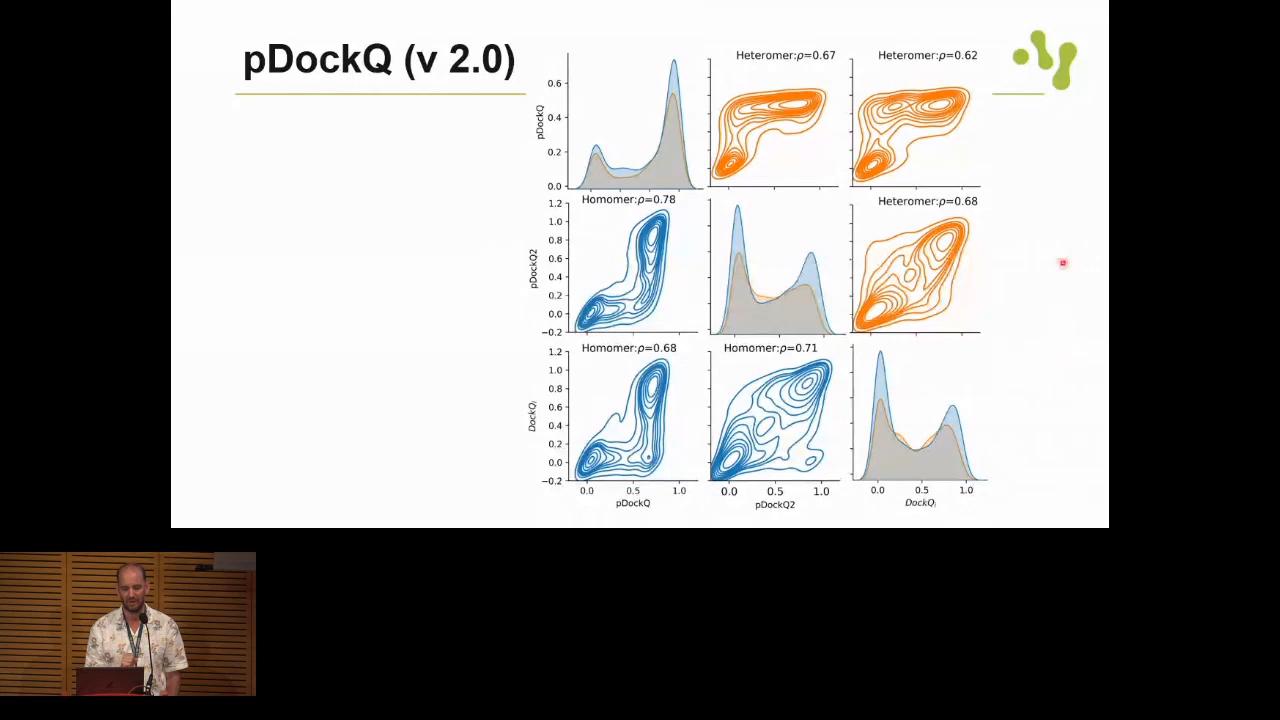 pDockQ (v 2.0)
Heteromer:ρ=0.67
Heteromer:ρ=0.62
pDockQ
0.6
0.4
0.2
0.0
Homomer:ρ=0.78
Heteromer:ρ=0.68
pDockQ2
1.2
1.0
0.8
0.6
0.4
0.2
0.0
−0.2
Homomer:ρ=0.68
Homomer:ρ=0.71
DockQᵢ
1.2
1.0
0.8
0.6
0.4
0.2
0.0
−0.2
0.0 0.5 1.0
0.0 0.5 1.0
0.0 0.5 1.0
pDockQ
pDockQ2
DockQᵢ